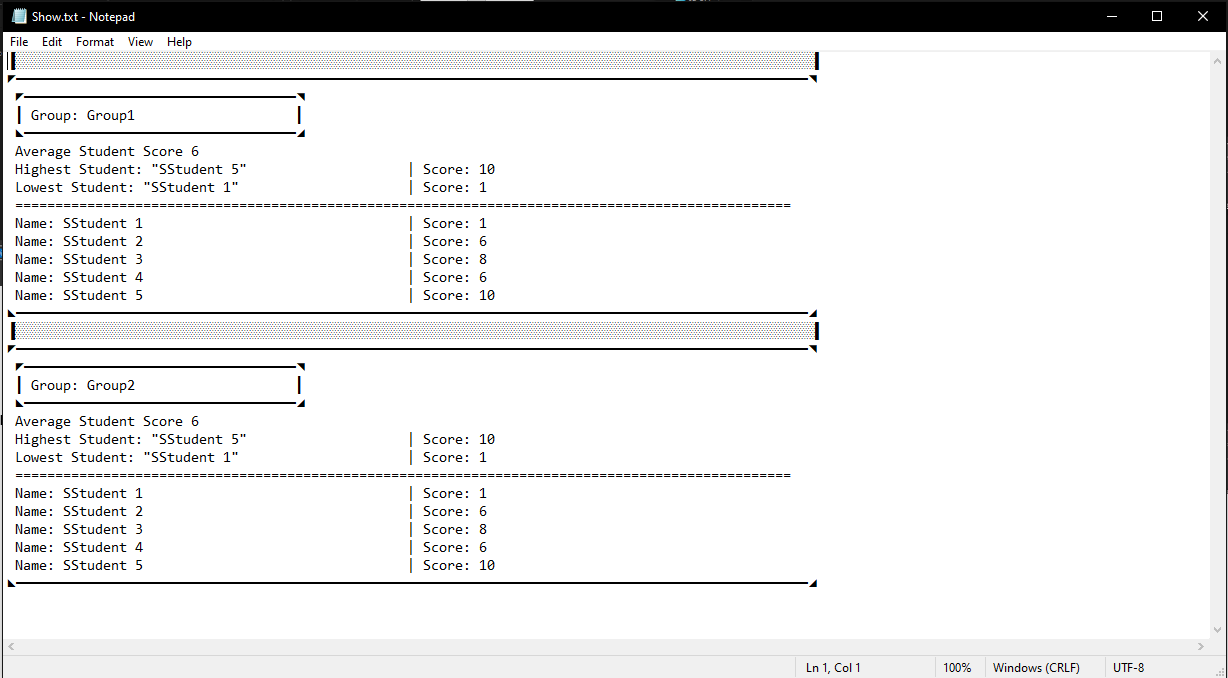 Show.txt - Notepad
File Edit Format View Help
Group: Group1
Average Student Score 6
Highest Student: "SStudent 5" | Score: 10
Lowest Student: "SStudent 1" | Score: 1
=================================================================================================
Name: SStudent 1 | Score: 1
Name: SStudent 2 | Score: 6
Name: SStudent 3 | Score: 8
Name: SStudent 4 | Score: 6
Name: SStudent 5 | Score: 10
Group: Group2
Average Student Score 6
Highest Student: "SStudent 5" | Score: 10
Lowest Student: "SStudent 1" | Score: 1
=================================================================================================
Name: SStudent 1 | Score: 1
Name: SStudent 2 | Score: 6
Name: SStudent 3 | Score: 8
Name: SStudent 4 | Score: 6
Name: SStudent 5 | Score: 10
Ln 1, Col 1 100% Windows (CRLF) UTF-8